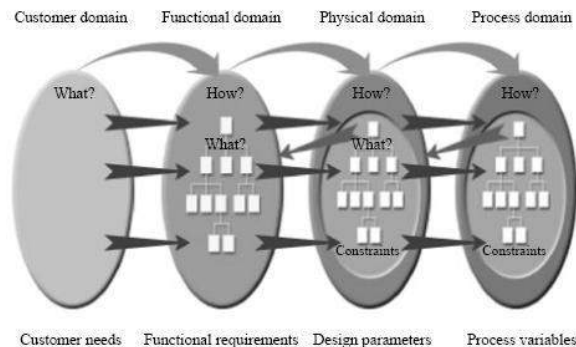 Customer domain
Functional domain
Physical domain
Process domain
What?
How?
How?
How?
What?
What?
Constraints
Constraints
Customer needs
Functional requirements
Design parameters
Process variables